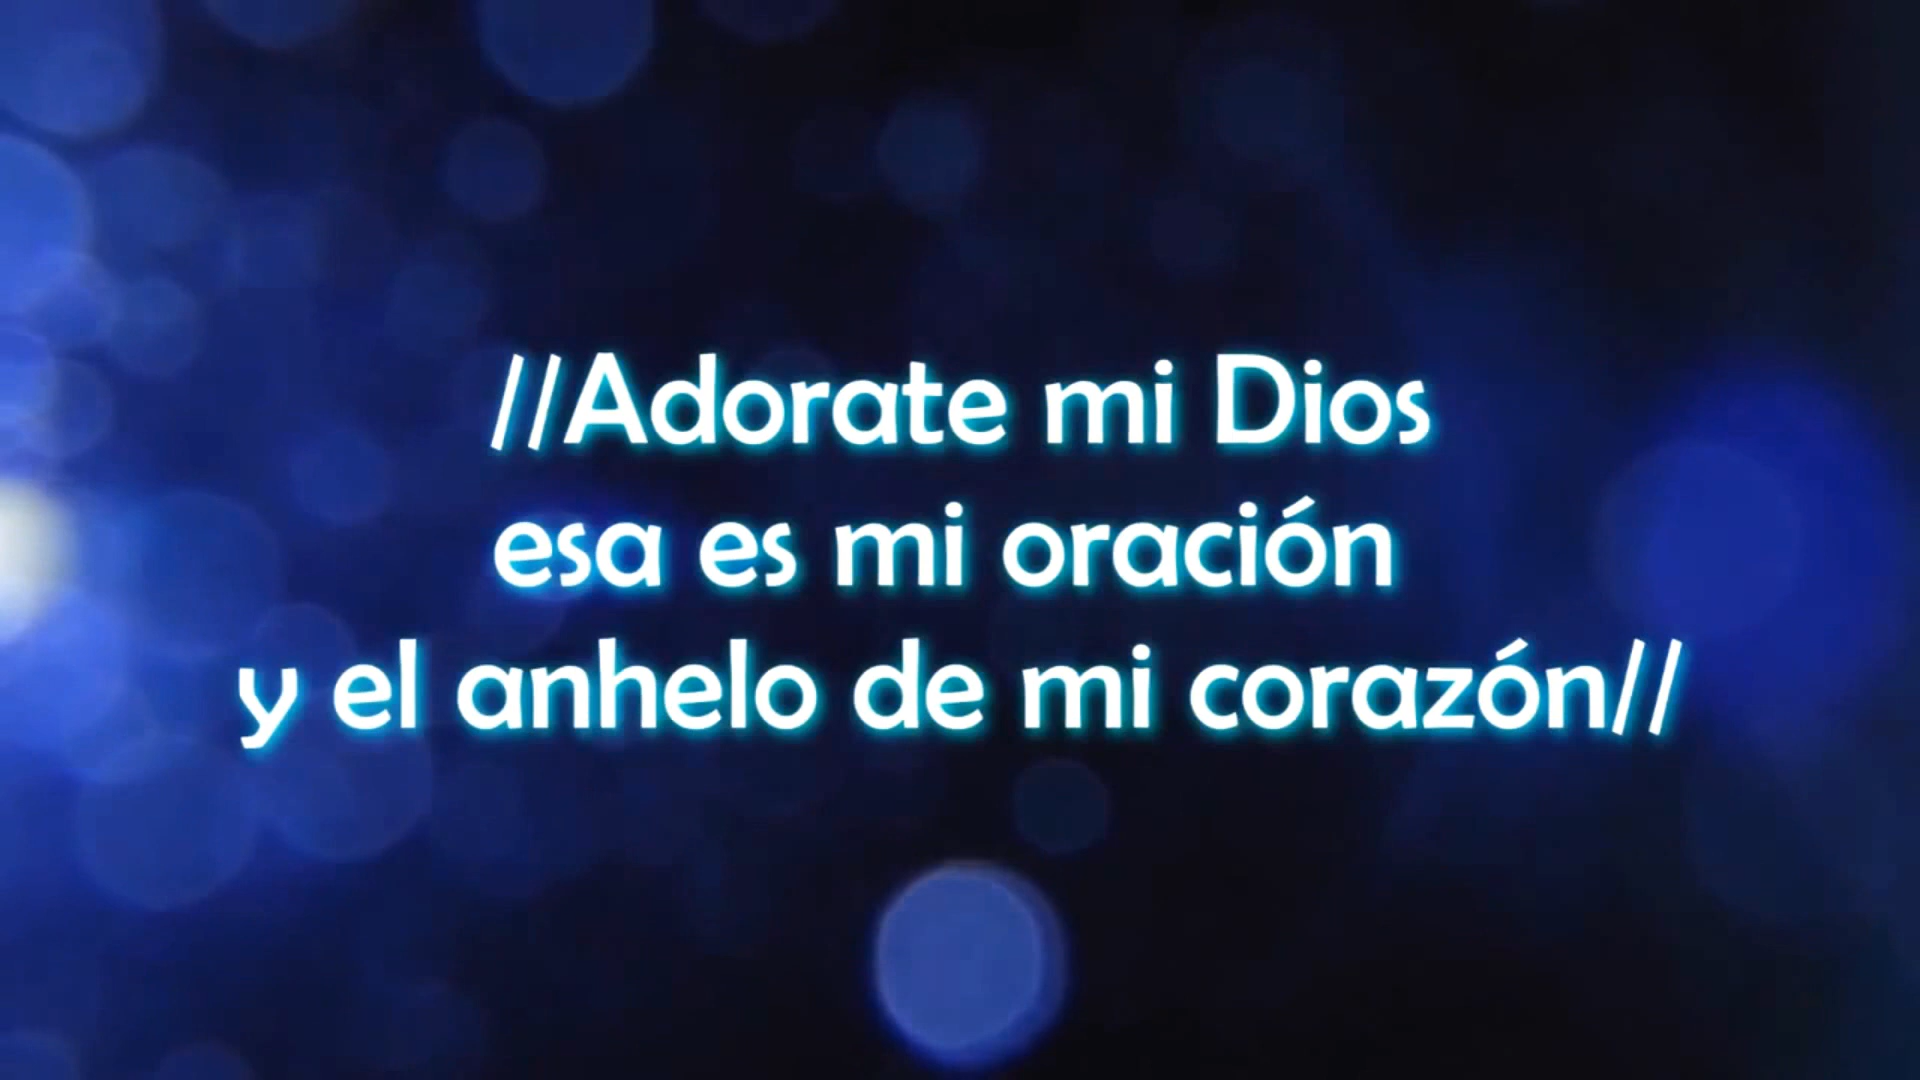 //Adorate mi Dios
esa es mi oración
y el anhelo de mi corazón//